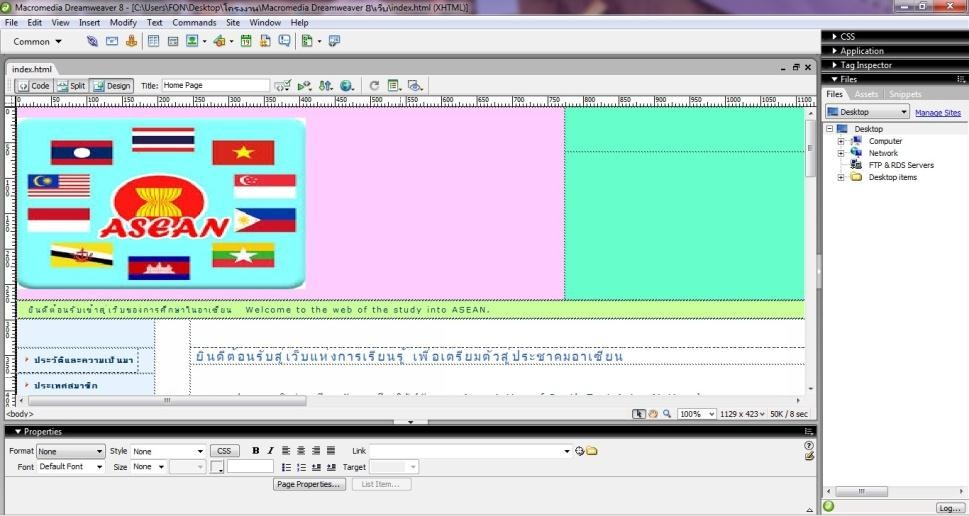 Macromedia Dreamweaver 8 - [C:\Users\FON\Desktop\โครงงาน\Macromedia Dreamweaver 8\เว็บ\index.html (XHTML)]
File Edit View Insert Modify Text Commands Site Window Help
Common
index.html
Code Split Design Title: Home Page
0 50 100 150 200 250 300 350 400 450 500 550 600 650 700 750 800 850 900 950 1000 1050 1100
ASEAN
ยินดีต้อนรับเข้าสู่เว็บของการศึกษาในอาเซียน Welcome to the web of the study into ASEAN.
ยินดีต้อนรับสู่เว็บแห่งการเรียนรู้ เพื่อเตรียมตัวสู่ประชาคมอาเซียน
ประวัติและความเป็นมา
ประเทศสมาชิก
<body> 100% 1129 x 423 50K / 8 sec
Properties
Format None Style None CSS B I Link
Font Default Font Size None Target
Page Properties... List Item...
CSS
Application
Tag Inspector
Files
Files Assets Snippets
Desktop Manage Sites
Desktop
Computer
Network
FTP & RDS Servers
Desktop items
Log...